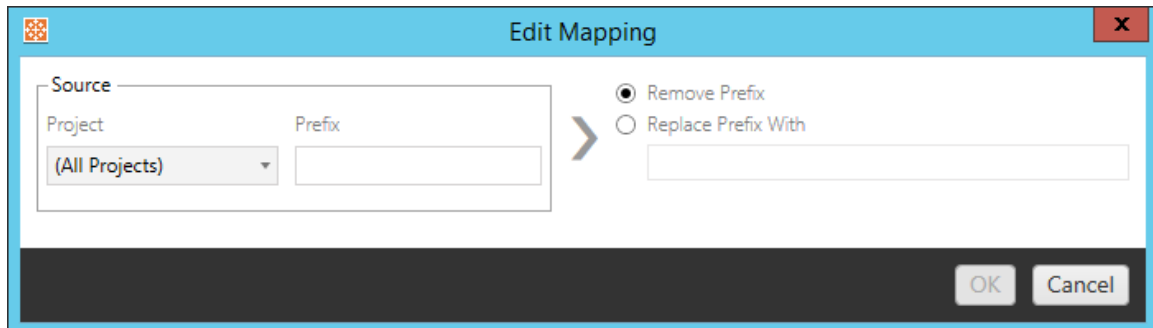 Edit Mapping
x
Source
Project
Prefix
(All Projects)
Remove Prefix
Replace Prefix With
OK
Cancel